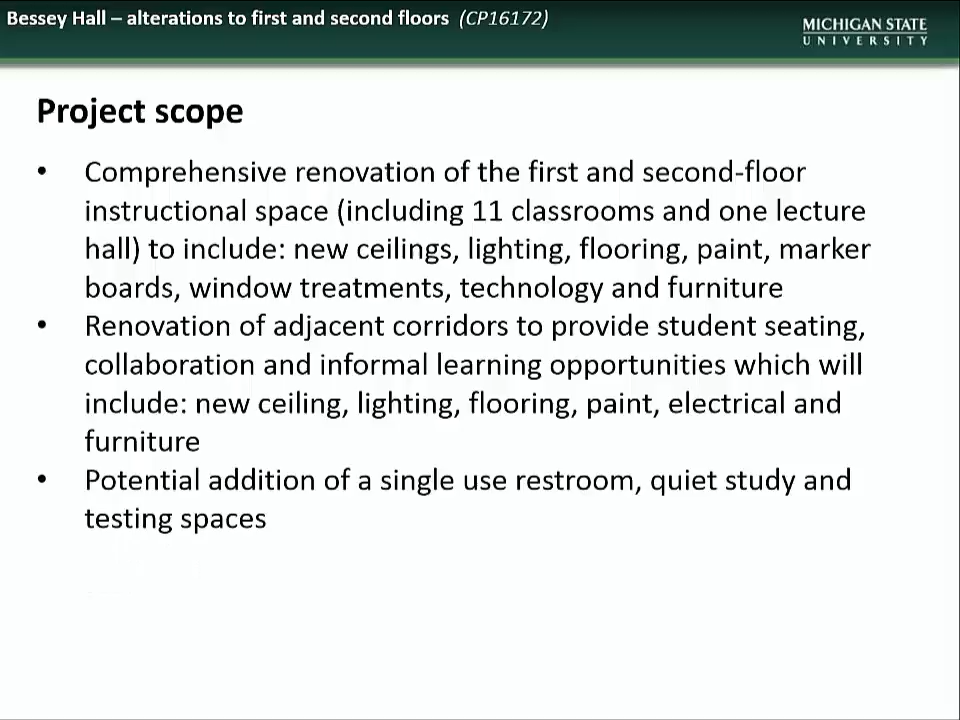 Bessey Hall – alterations to first and second floors (CP16172)
MICHIGAN STATE
UNIVERSITY
Project scope
• Comprehensive renovation of the first and second-floor
instructional space (including 11 classrooms and one lecture
hall) to include: new ceilings, lighting, flooring, paint, marker
boards, window treatments, technology and furniture
• Renovation of adjacent corridors to provide student seating,
collaboration and informal learning opportunities which will
include: new ceiling, lighting, flooring, paint, electrical and
furniture
• Potential addition of a single use restroom, quiet study and
testing spaces